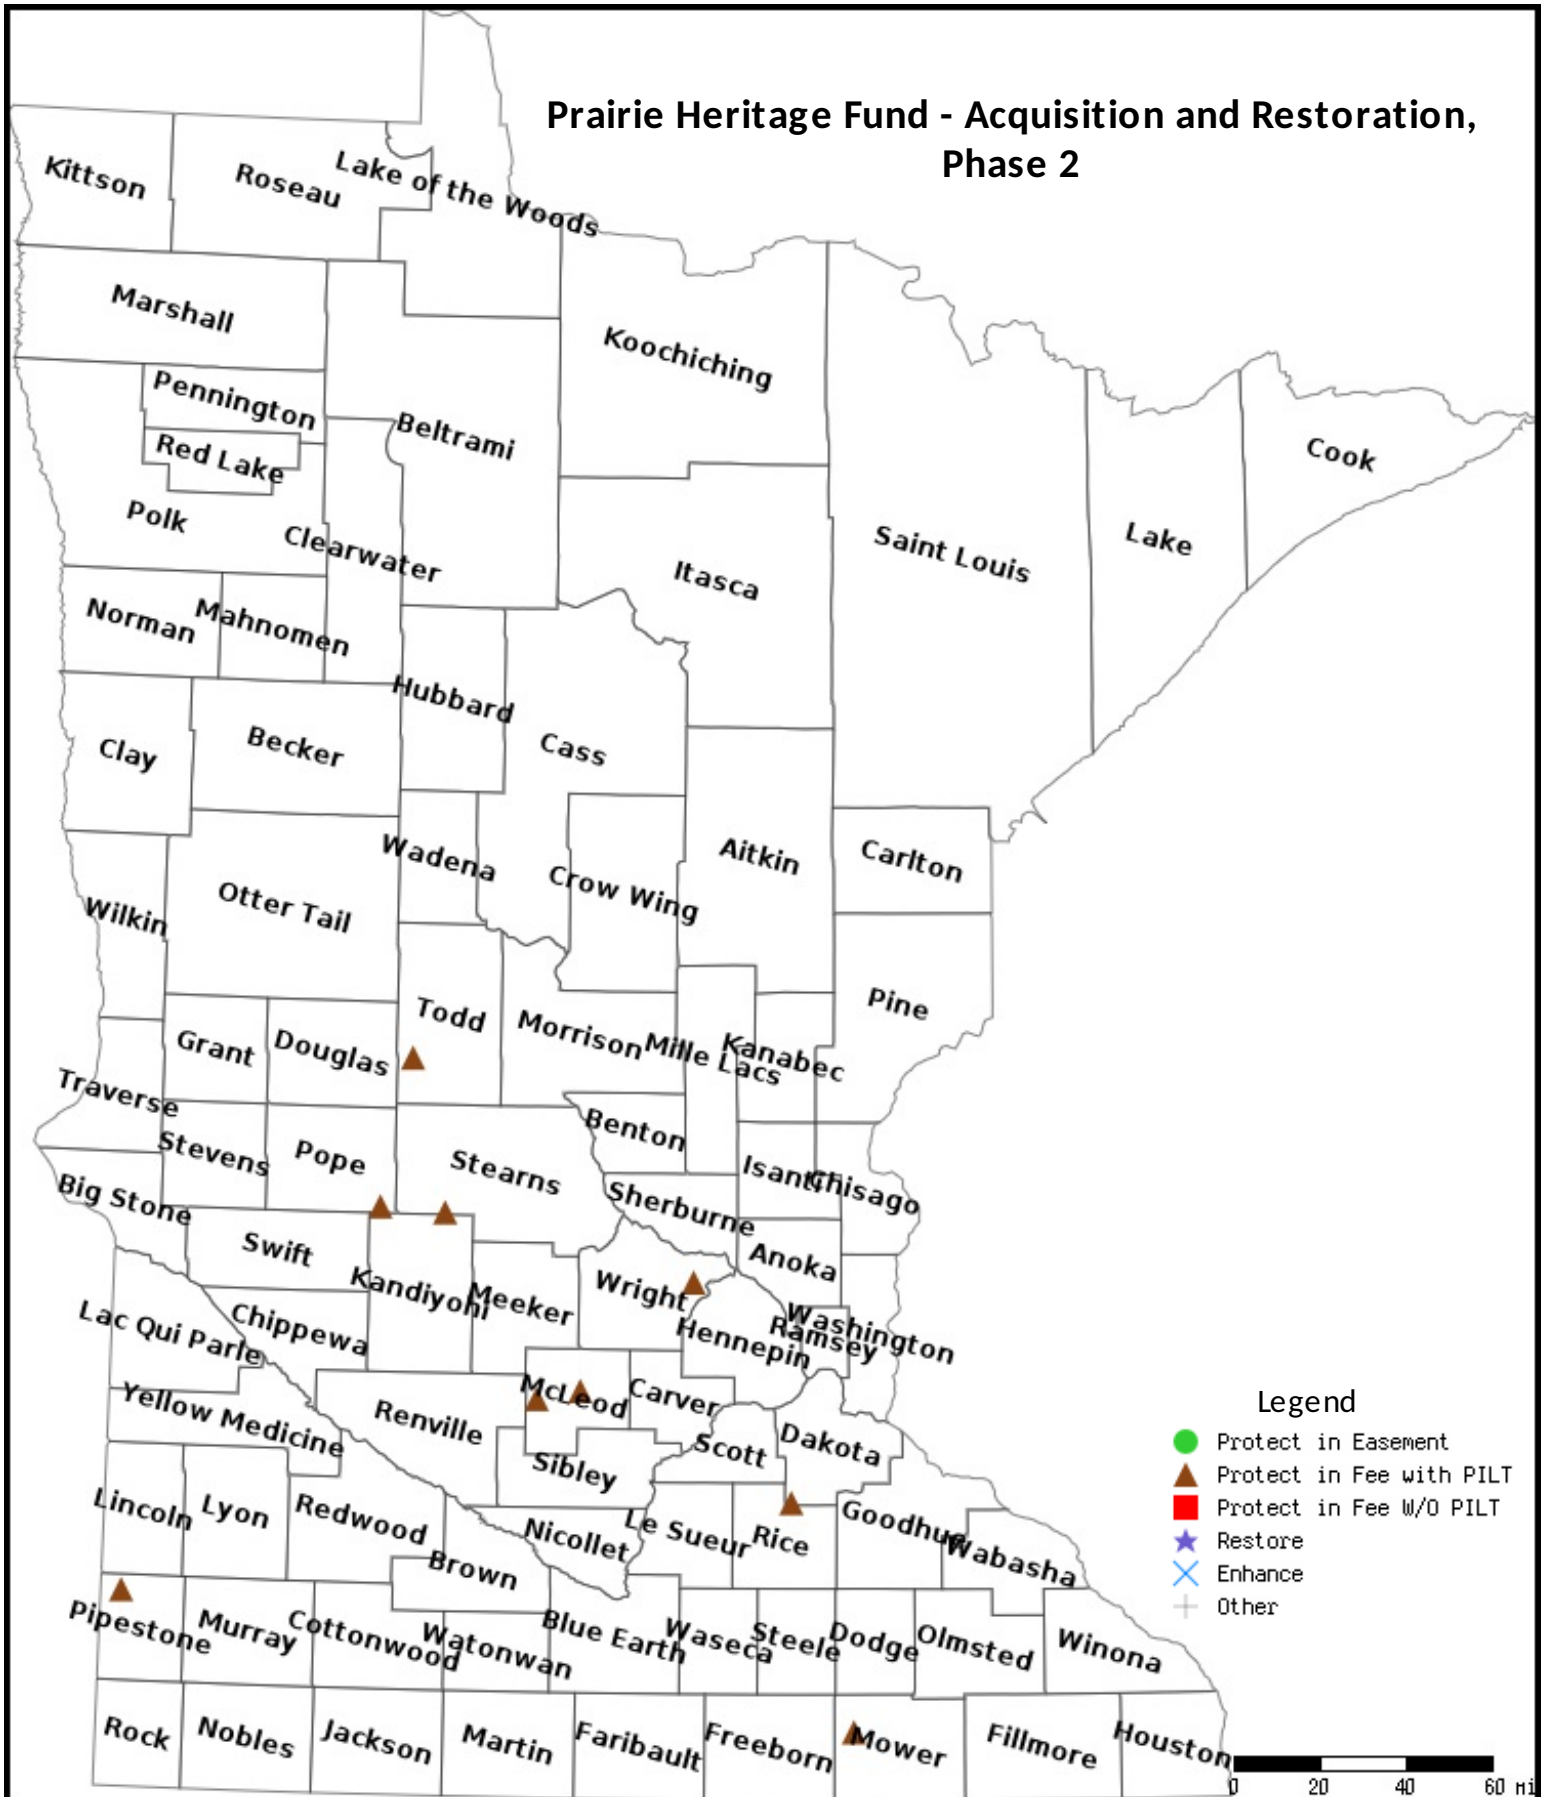 Prairie Heritage Fund - Acquisition and Restoration,
Phase 2
Kittson
Roseau
Lake of the Woods
Marshall
Koochiching
Pennington
Beltrami
Red Lake
Cook
Polk
Clearwater
Saint Louis
Lake
Itasca
Norman
Mahnomen
Hubbard
Clay
Becker
Cass
Wadena
Aitkin
Carlton
Otter Tail
Crow Wing
Wilkin
Todd
Morrison
Pine
Grant
Douglas
Mille Lacs
Kanabec
Traverse
Stevens
Pope
Stearns
Benton
Isanti
Chisago
Big Stone
Sherburne
Swift
Anoka
Kandiyohi
Meeker
Wright
Lac Qui Parle
Chippewa
Hennepin
Ramsey
Washington
Yellow Medicine
Renville
McLeod
Carver
Legend
Scott
Dakota
Protect in Easement
Sibley
Protect in Fee with PILT
Lincoln
Lyon
Redwood
Protect in Fee W/O PILT
Nicollet
Le Sueur
Rice
Goodhue
Restore
Brown
Wabasha
Enhance
Other
Pipestone
Murray
Cottonwood
Watonwan
Blue Earth
Waseca
Steele
Dodge
Olmsted
Winona
Rock
Nobles
Jackson
Martin
Faribault
Freeborn
Mower
Fillmore
Houston
0 20 40 60 mi